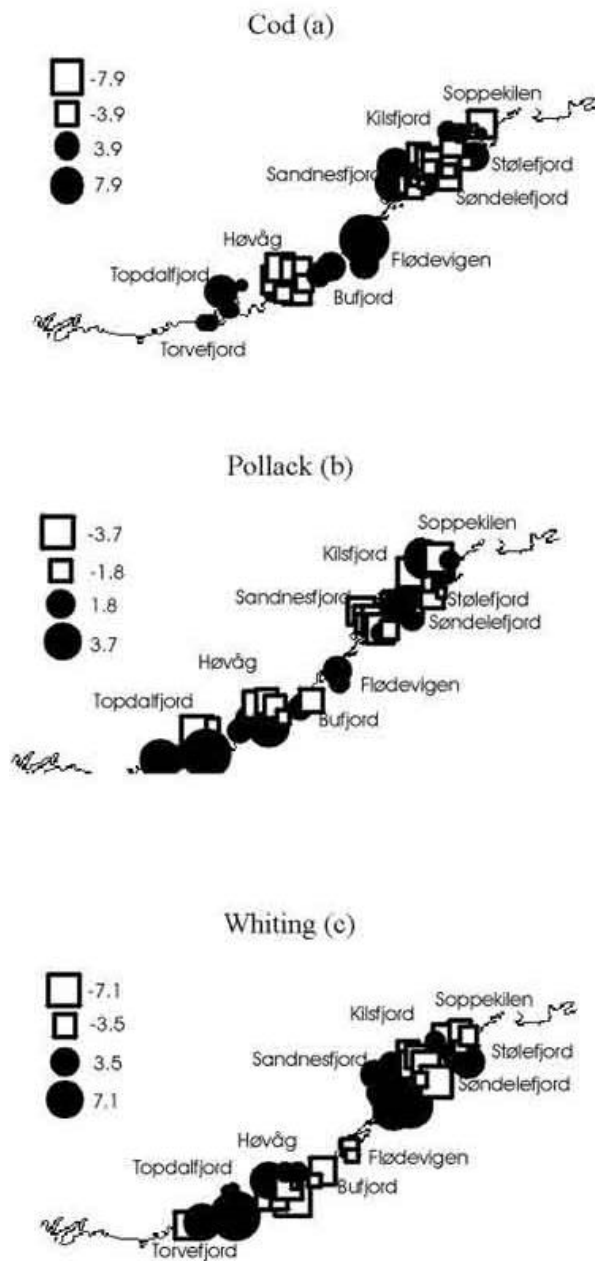 Cod (a)
-7.9
-3.9
3.9
7.9
Soppekilen
Kilsfjord
Stølefjord
Sandnesfjord
Søndelefjord
Høvåg
Flødevigen
Topdalfjord
Bufjord
Torvefjord
Pollack (b)
-3.7
-1.8
1.8
3.7
Soppekilen
Kilsfjord
Sandnesfjord
Stølefjord
Søndelefjord
Høvåg
Flødevigen
Topdalfjord
Bufjord
Whiting (c)
-7.1
-3.5
3.5
7.1
Soppekilen
Kilsfjord
Stølefjord
Sandnesfjord
Søndelefjord
Høvåg
Flødevigen
Topdalfjord
Bufjord
Torvefjord